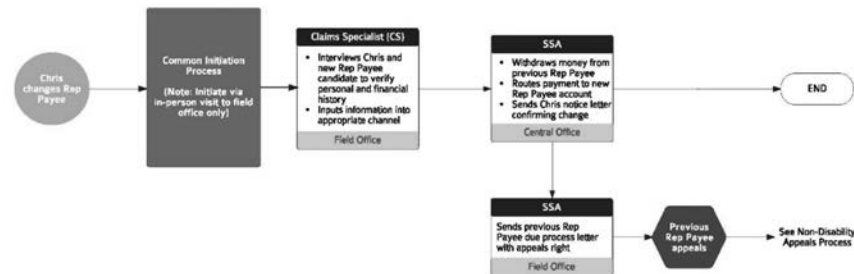 Chris
changes Rep
Payee
Common Initiation
Process
(Note: Initiate via
in-person visit to field
office only)
Claims Specialist (CS)
• Interviews Chris and
new Rep Payee
candidate to verify
personal and financial
history
• Inputs information into
appropriate channel
Field Office
SSA
• Withdraws money from
previous Rep Payee
• Routes payment to new
Rep Payee account
• Sends Chris notice letter
confirming change
Central Office
END
SSA
Sends previous Rep
Payee due process letter
with appeals right
Field Office
Previous
Rep Payee
appeals
See Non-Disability
Appeals Process